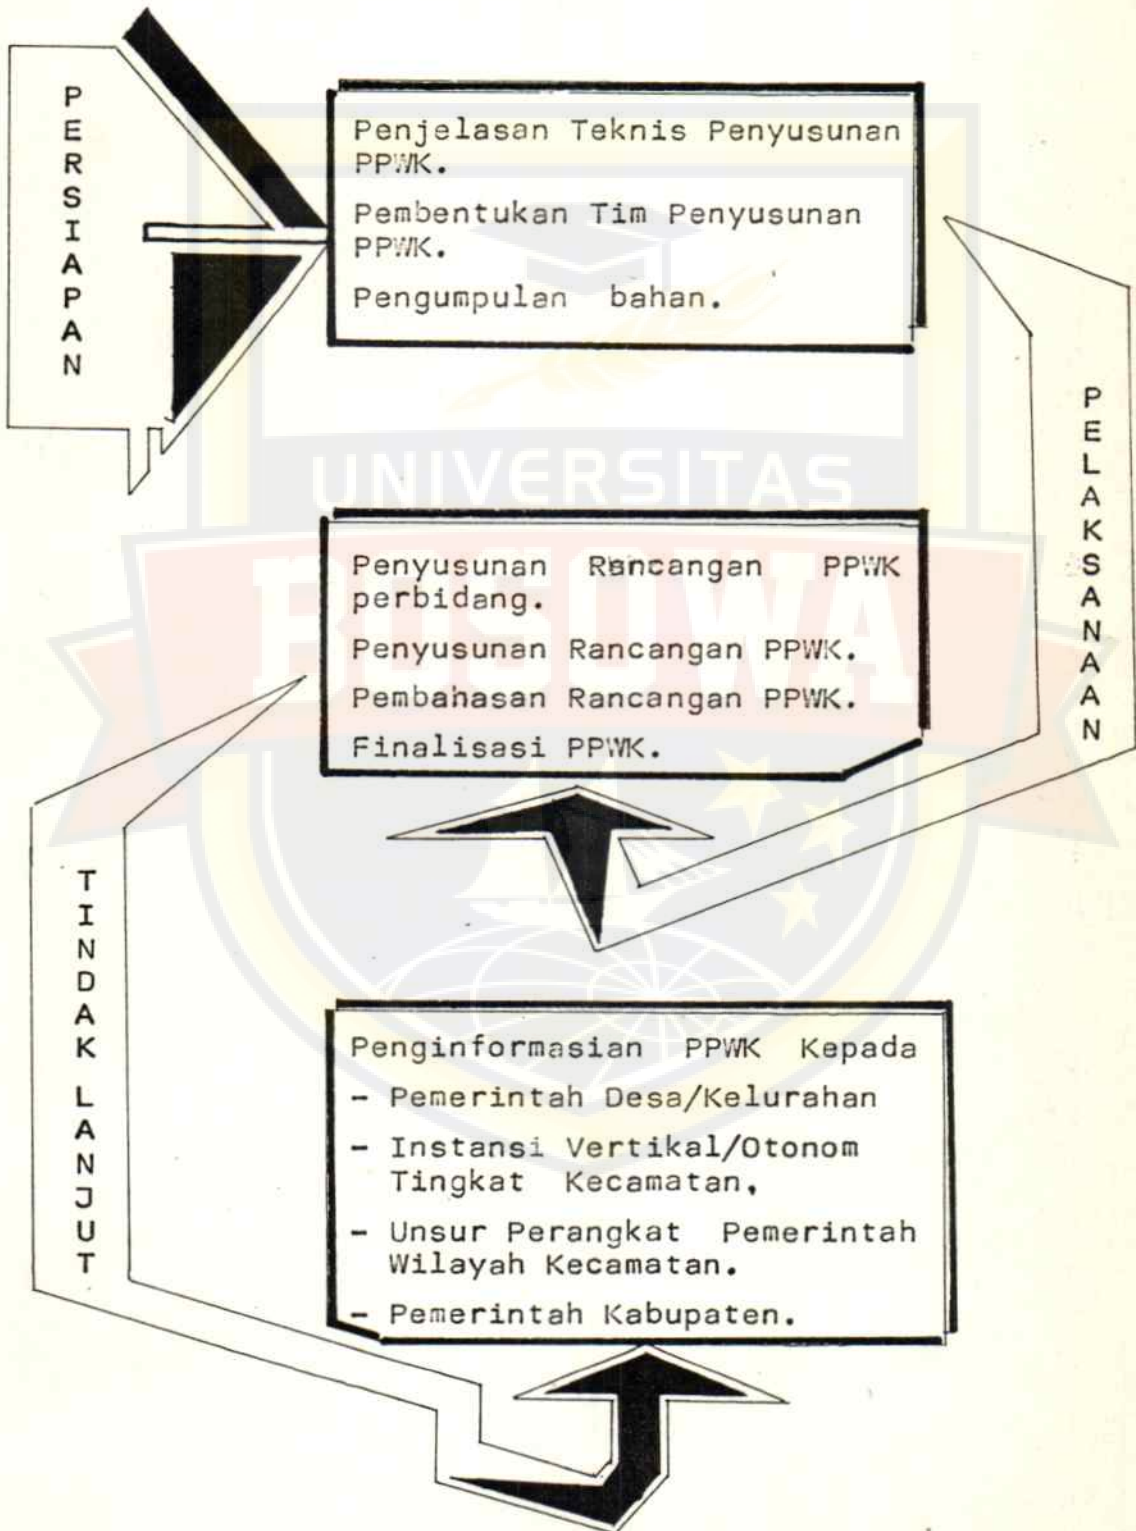 PERSIAPAN
Penjelasan Teknis Penyusunan
PPWK.
Pembentukan Tim Penyusunan
PPWK.
Pengumpulan bahan.
PELAKSANAAN
UNIVERSITAS
BOSOWA
Penyusunan Rancangan PPWK
perbidang.
Penyusunan Rancangan PPWK.
Pembahasan Rancangan PPWK.
Finalisasi PPWK.
TINDAK LANJUT
Penginformasian PPWK Kepada
- Pemerintah Desa/Kelurahan
- Instansi Vertikal/Otonom
Tingkat Kecamatan,
- Unsur Perangkat Pemerintah
Wilayah Kecamatan.
- Pemerintah Kabupaten.